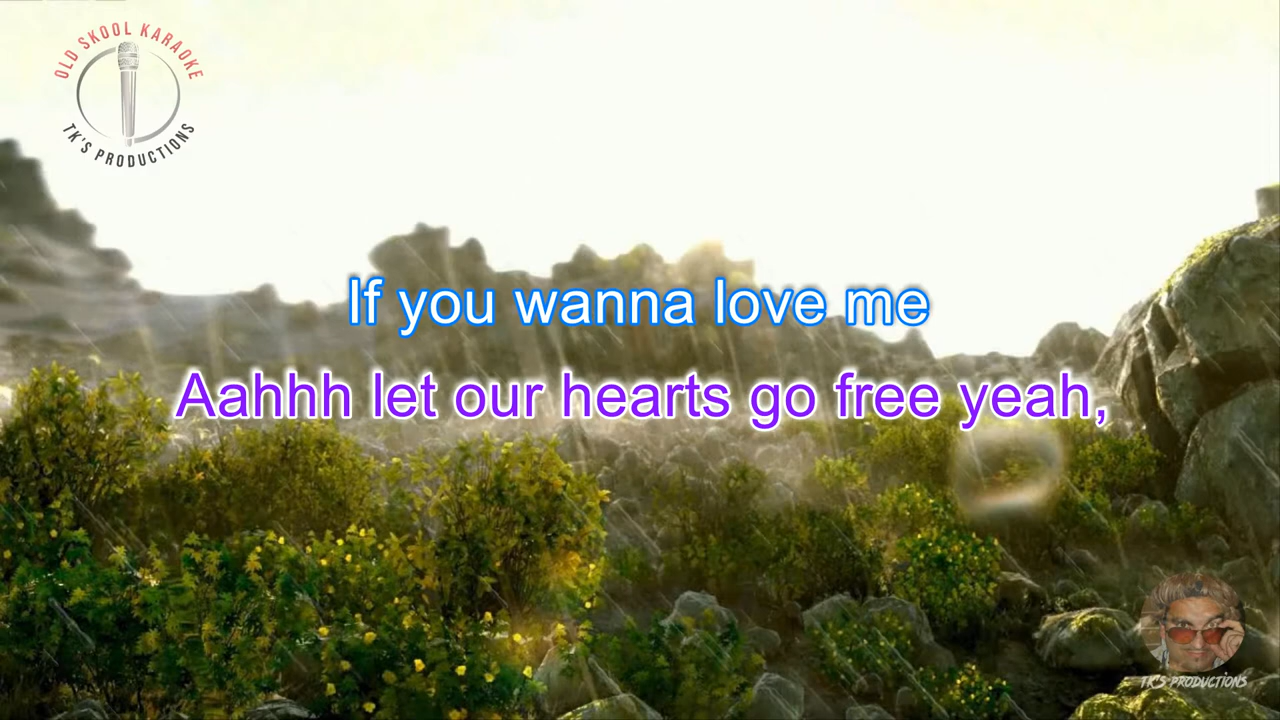 OLD SKOOL KARAOKE
TK'S PRODUCTIONS
If you wanna love me
Aahhh let our hearts go free yeah,
TK'S PRODUCTIONS